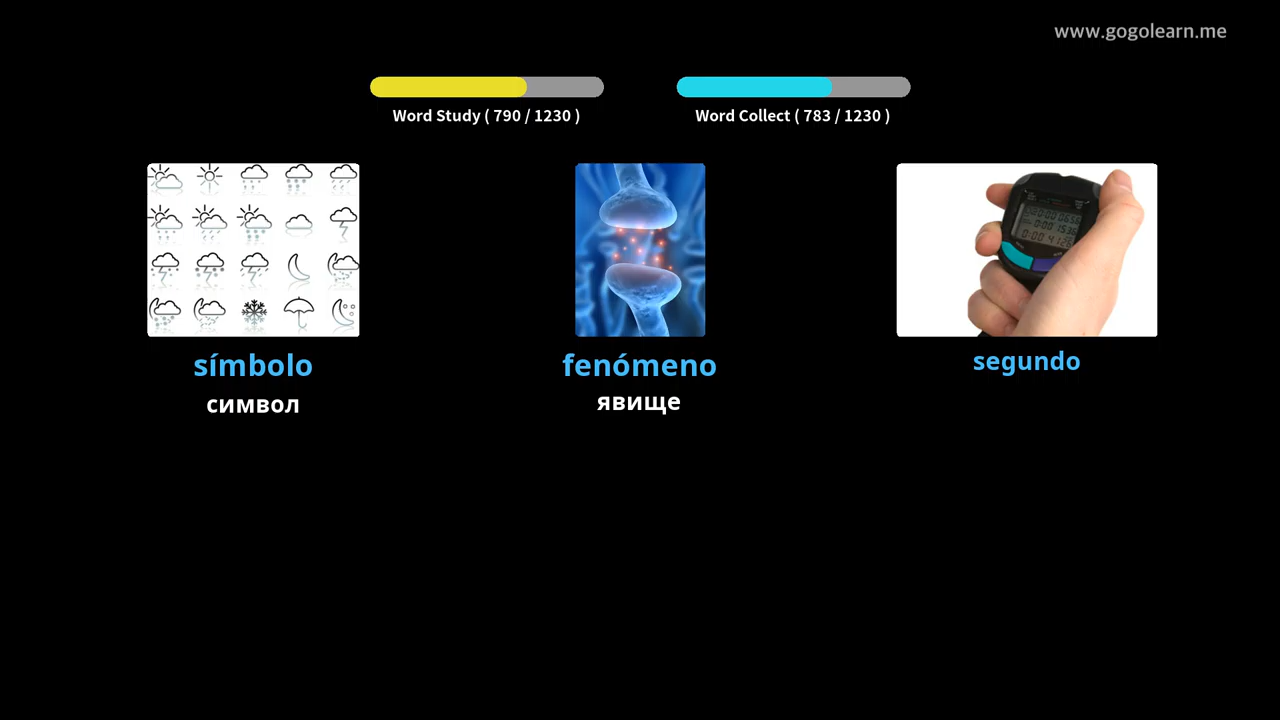 www.gogolearn.me
Word Study ( 790 / 1230 )
Word Collect ( 783 / 1230 )
símbolo
символ
fenómeno
явище
segundo